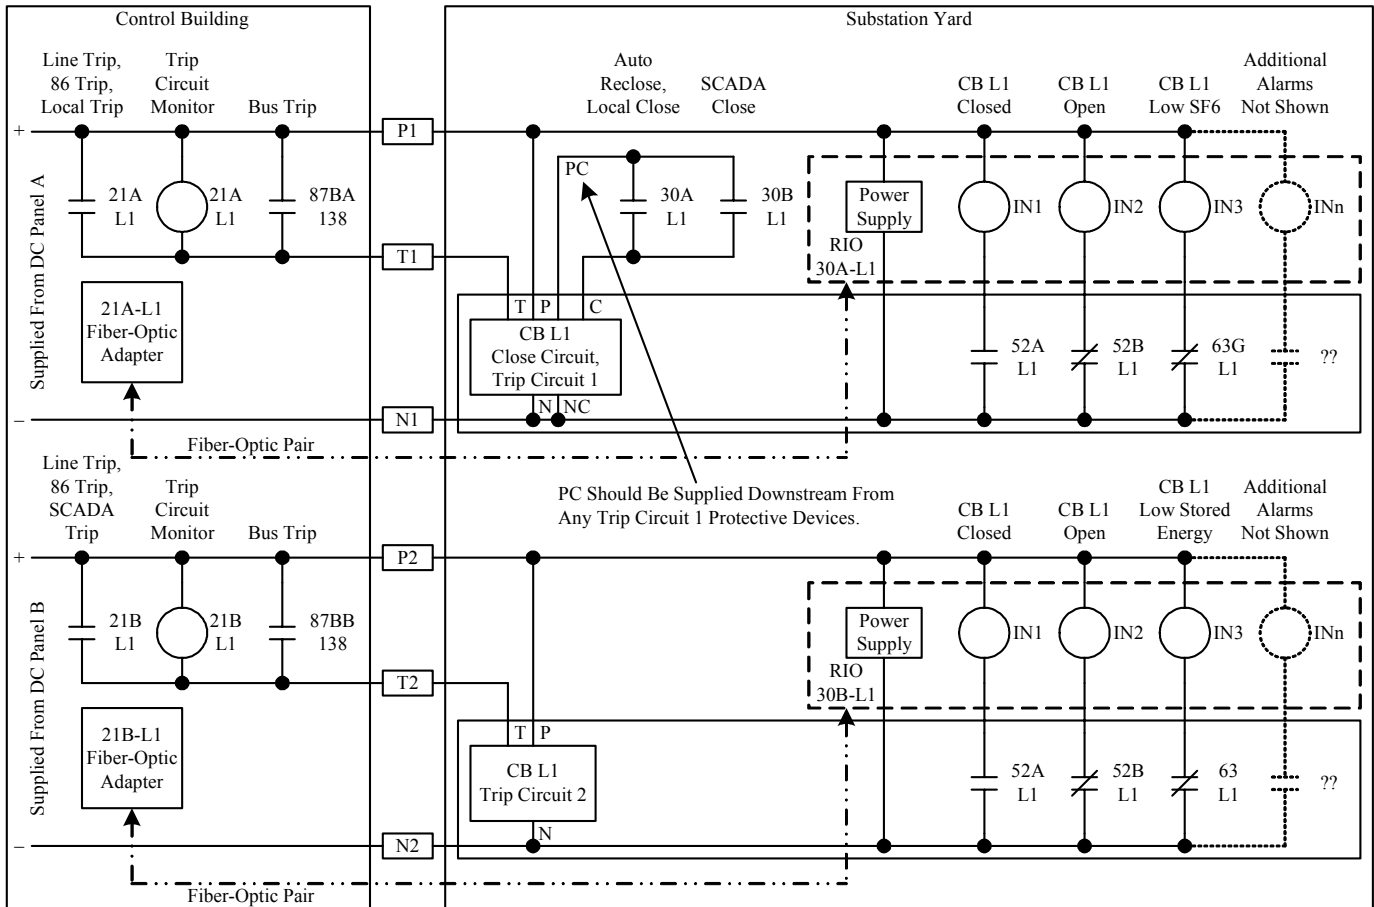 Control Building
Substation Yard
Line Trip,
86 Trip,
Local Trip
Trip
Circuit
Monitor
Bus Trip
Auto
Reclose,
Local Close
SCADA
Close
CB L1
Closed
CB L1
Open
CB L1
Low SF6
Additional
Alarms
Not Shown
+
P1
Supplied From DC Panel A
21A
L1
21A
L1
87BA
138
PC
30A
L1
30B
L1
Power
Supply
IN1
IN2
IN3
INn
RIO
30A-L1
T1
21A-L1
Fiber-Optic
Adapter
T
P
C
CB L1
Close Circuit,
Trip Circuit 1
52A
L1
52B
L1
63G
L1
??
N
NC
−
N1
Fiber-Optic Pair
PC Should Be Supplied Downstream From
Any Trip Circuit 1 Protective Devices.
Line Trip,
86 Trip,
SCADA
Trip
Trip
Circuit
Monitor
Bus Trip
CB L1
Closed
CB L1
Open
CB L1
Low Stored
Energy
Additional
Alarms
Not Shown
+
P2
Supplied From DC Panel B
21B
L1
21B
L1
87BB
138
Power
Supply
IN1
IN2
IN3
INn
RIO
30B-L1
T2
21B-L1
Fiber-Optic
Adapter
T
P
CB L1
Trip Circuit 2
52A
L1
52B
L1
63
L1
??
N
−
N2
Fiber-Optic Pair